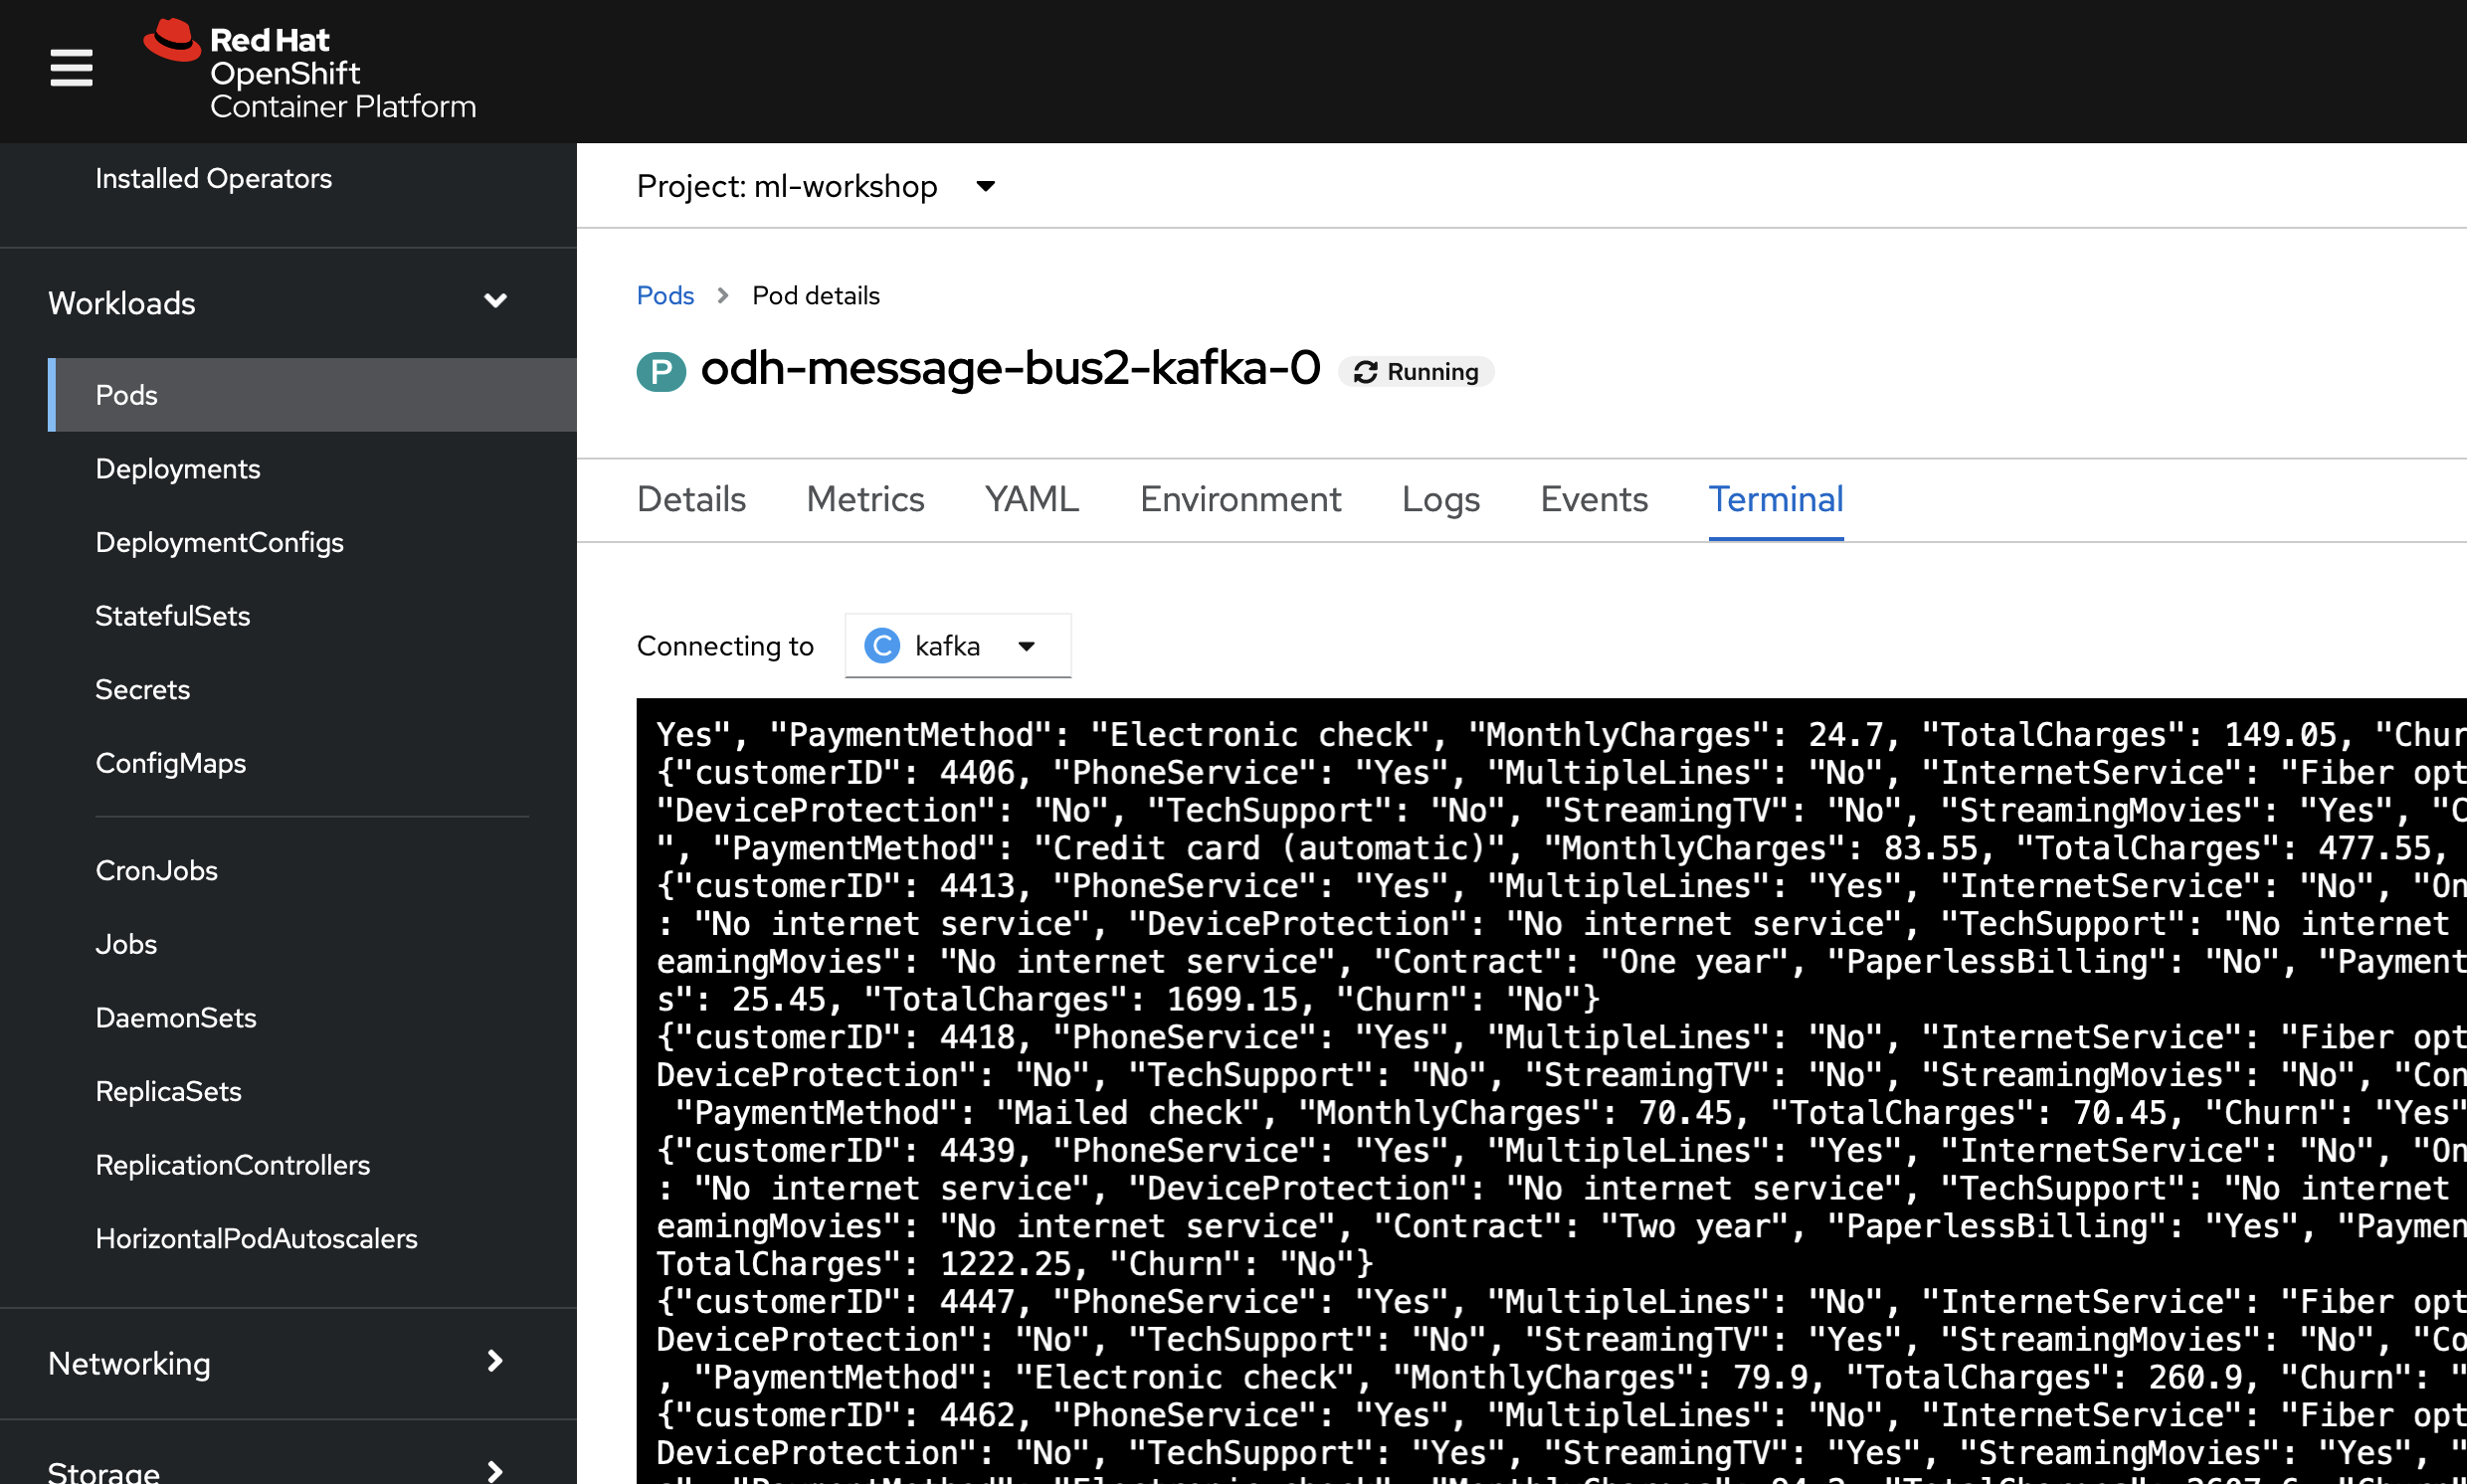 Red Hat
OpenShift
Container Platform
Installed Operators
Workloads
Pods
Deployments
DeploymentConfigs
StatefulSets
Secrets
ConfigMaps
CronJobs
Jobs
DaemonSets
ReplicaSets
ReplicationControllers
HorizontalPodAutoscalers
Networking
Storage
Project: ml-workshop
Pods > Pod details
P odh-message-bus2-kafka-0 Running
Details Metrics YAML Environment Logs Events Terminal
Connecting to C kafka
Yes", "PaymentMethod": "Electronic check", "MonthlyCharges": 24.7, "TotalCharges": 149.05, "Chur
{"customerID": 4406, "PhoneService": "Yes", "MultipleLines": "No", "InternetService": "Fiber opt
"DeviceProtection": "No", "TechSupport": "No", "StreamingTV": "No", "StreamingMovies": "Yes", "C
", "PaymentMethod": "Credit card (automatic)", "MonthlyCharges": 83.55, "TotalCharges": 477.55,
{"customerID": 4413, "PhoneService": "Yes", "MultipleLines": "Yes", "InternetService": "No", "On
: "No internet service", "DeviceProtection": "No internet service", "TechSupport": "No internet
eamingMovies": "No internet service", "Contract": "One year", "PaperlessBilling": "No", "Payment
s": 25.45, "TotalCharges": 1699.15, "Churn": "No"}
{"customerID": 4418, "PhoneService": "Yes", "MultipleLines": "No", "InternetService": "Fiber opt
DeviceProtection": "No", "TechSupport": "No", "StreamingTV": "No", "StreamingMovies": "No", "Con
"PaymentMethod": "Mailed check", "MonthlyCharges": 70.45, "TotalCharges": 70.45, "Churn": "Yes"
{"customerID": 4439, "PhoneService": "Yes", "MultipleLines": "Yes", "InternetService": "No", "On
: "No internet service", "DeviceProtection": "No internet service", "TechSupport": "No internet
eamingMovies": "No internet service", "Contract": "Two year", "PaperlessBilling": "Yes", "Paymen
TotalCharges": 1222.25, "Churn": "No"}
{"customerID": 4447, "PhoneService": "Yes", "MultipleLines": "No", "InternetService": "Fiber opt
DeviceProtection": "No", "TechSupport": "No", "StreamingTV": "Yes", "StreamingMovies": "No", "Co
, "PaymentMethod": "Electronic check", "MonthlyCharges": 79.9, "TotalCharges": 260.9, "Churn": "
{"customerID": 4462, "PhoneService": "Yes", "MultipleLines": "No", "InternetService": "Fiber opt
DeviceProtection": "No", "TechSupport": "Yes", "StreamingTV": "Yes", "StreamingMovies": "Yes", "